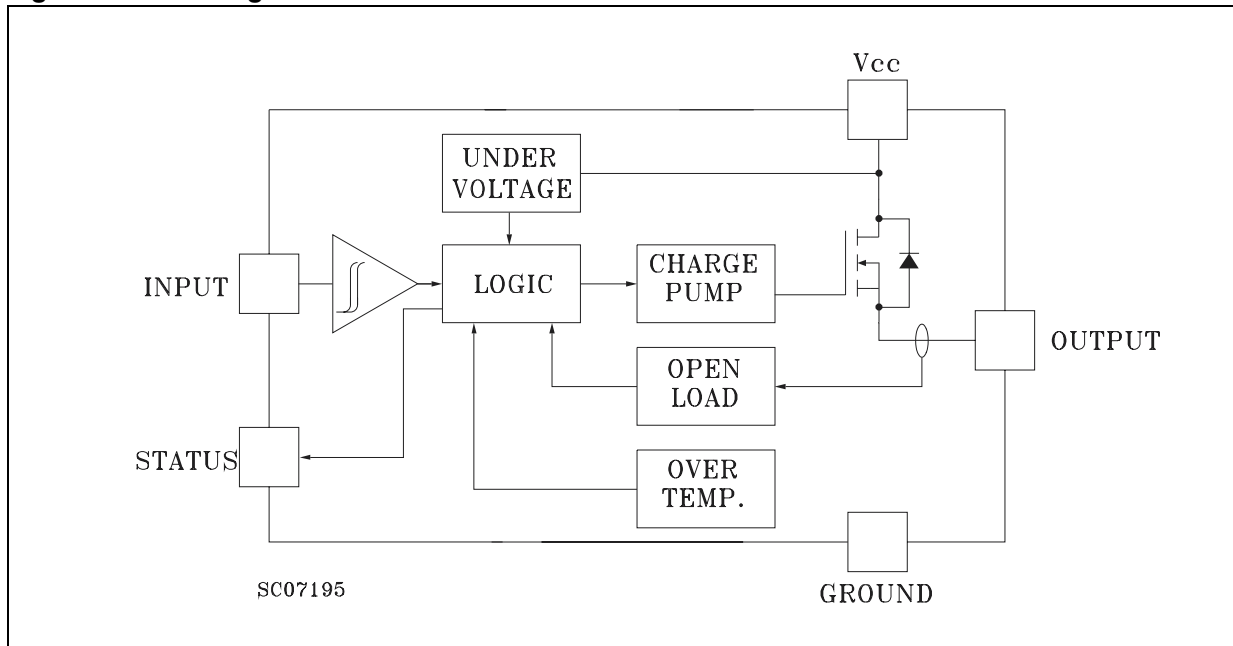 Vcc
UNDER
VOLTAGE
INPUT
LOGIC
CHARGE
PUMP
OUTPUT
OPEN
LOAD
STATUS
OVER
TEMP.
SC07195
GROUND